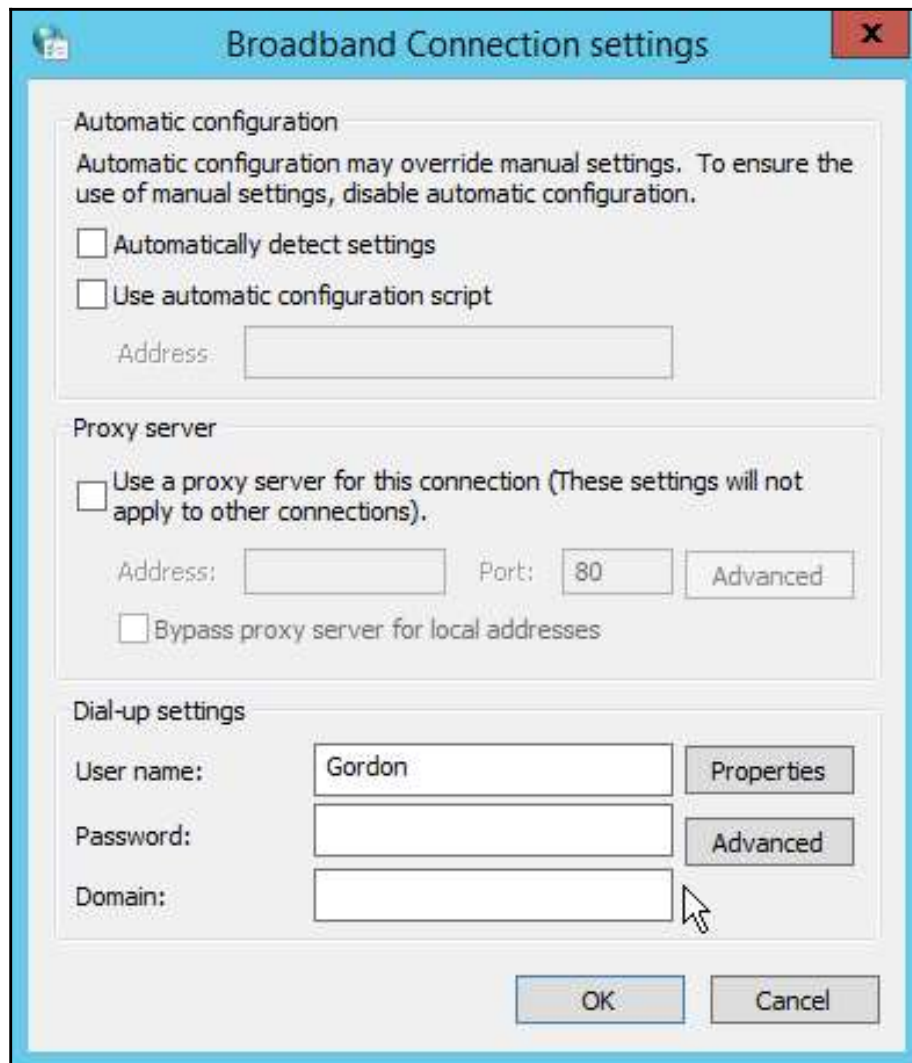 Broadband Connection settings
x
Automatic configuration
Automatic configuration may override manual settings.  To ensure the
use of manual settings, disable automatic configuration.
Automatically detect settings
Use automatic configuration script
Address
Proxy server
Use a proxy server for this connection (These settings will not
apply to other connections).
Address: Port: 80 Advanced
Bypass proxy server for local addresses
Dial-up settings
User name: Gordon Properties
Password: Advanced
Domain:
OK Cancel